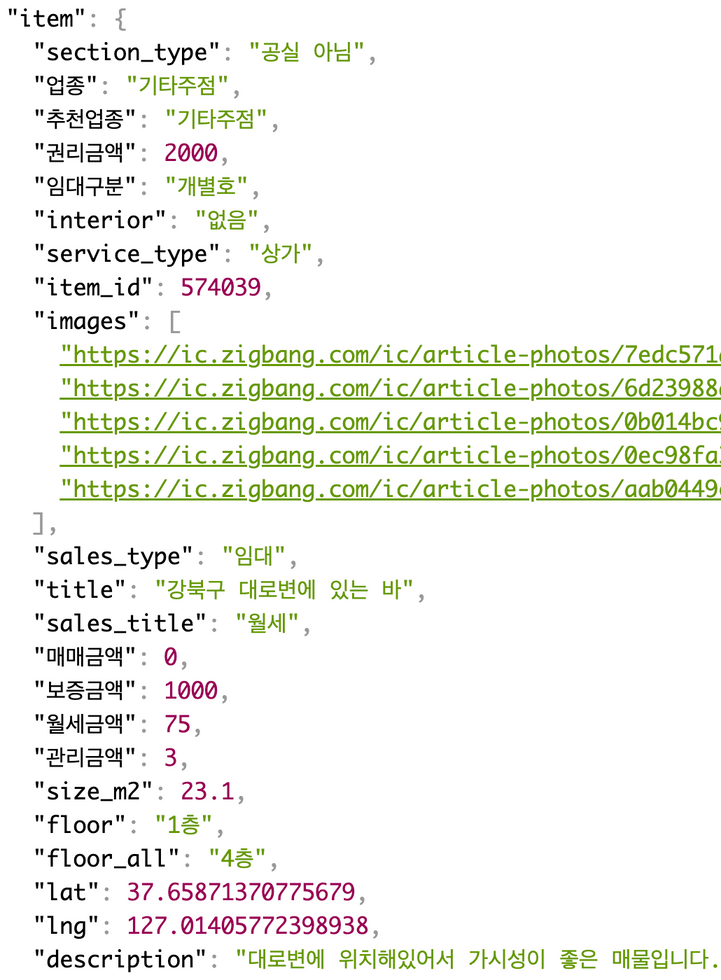 "item": {
"section_type": "공실 아님",
"업종": "기타주점",
"추천업종": "기타주점",
"권리금액": 2000,
"임대구분": "개별호",
"interior": "없음",
"service_type": "상가",
"item_id": 574039,
"images": [
"https://ic.zigbang.com/ic/article-photos/7edc571
"https://ic.zigbang.com/ic/article-photos/6d23988
"https://ic.zigbang.com/ic/article-photos/0b014bc
"https://ic.zigbang.com/ic/article-photos/0ec98fa
"https://ic.zigbang.com/ic/article-photos/aab0449
],
"sales_type": "임대",
"title": "강북구 대로변에 있는 바",
"sales_title": "월세",
"매매금액": 0,
"보증금액": 1000,
"월세금액": 75,
"관리금액": 3,
"size_m2": 23.1,
"floor": "1층",
"floor_all": "4층",
"lat": 37.65871370775679,
"lng": 127.01405772398938,
"description": "대로변에 위치해있어서 가시성이 좋은 매물입니다.